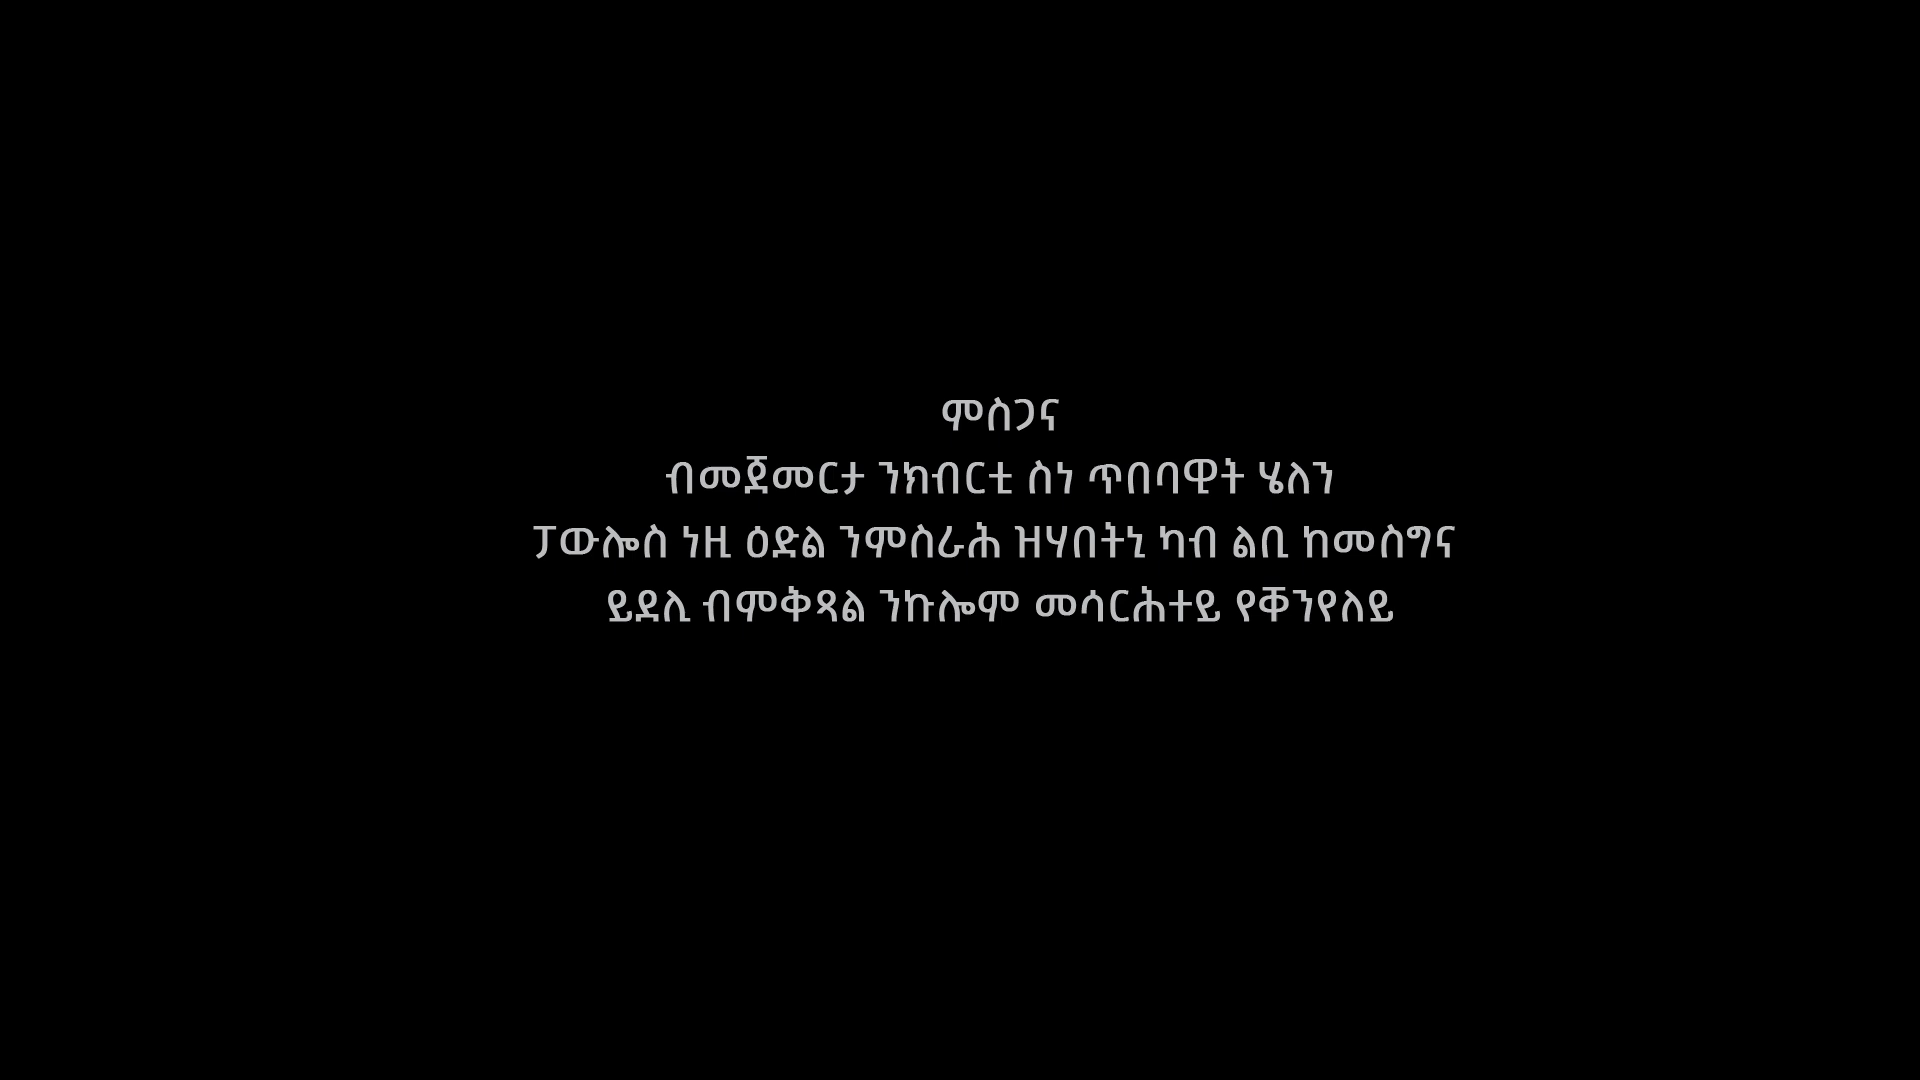 ምስጋና
ብመጀመርታ ንክብርቲ ስነ ጥበባዊት ሄለን
ፓውሎስ ነዚ ዕድል ንምስራሕ ዝሃበትኒ ካብ ልቢ ከመስግና
ይደሊ ብምቅጻል ንኩሎም መሳርሕተይ የቐንየለይ